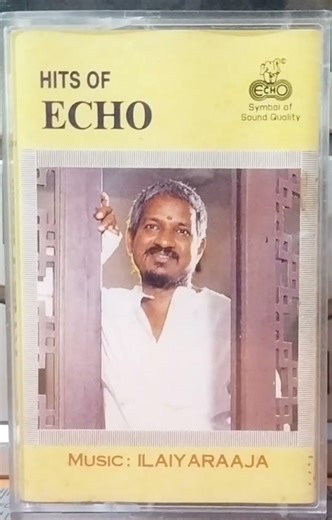 HITS OF
ECHO
ECHO
Symbol of
Sound Quality
MUSIC: ILAIYARAAJA